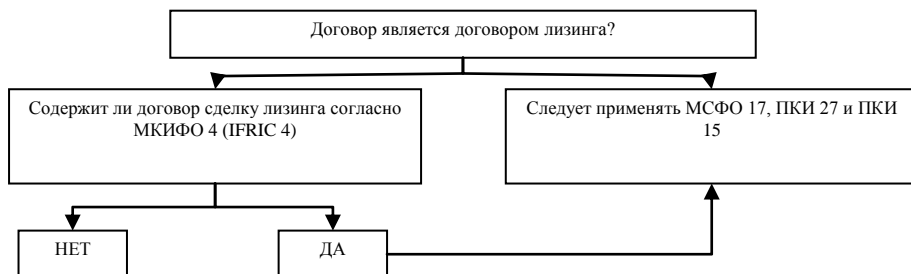 Договор является договором лизинга?
Содержит ли договор сделку лизинга согласно
МКИФО 4 (IFRIC 4)
Следует применять МСФО 17, ПКИ 27 и ПКИ
15
НЕТ
ДА